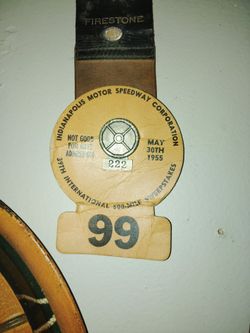 FIRESTONE
INDIANAPOLIS MOTOR SPEEDWAY CORPORATION
NOT GOOD
FOR GATE
ADMISSION
MAY
30TH
1955
222
39TH INTERNATIONAL 500-MILE SWEEPSTAKES
99